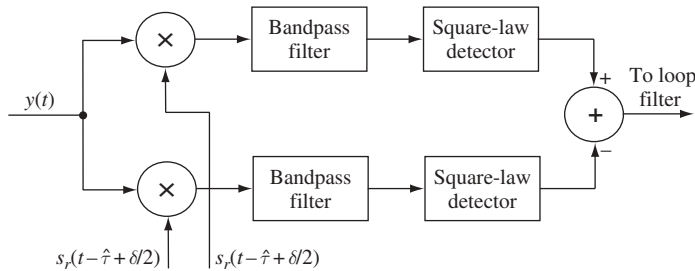 Bandpass
filter
Square-law
detector
×
y(t)
+
To loop
filter
+
−
×
Bandpass
filter
Square-law
detector
s_r(t−τ̂+δ/2)
s_r(t−τ̂+δ/2)